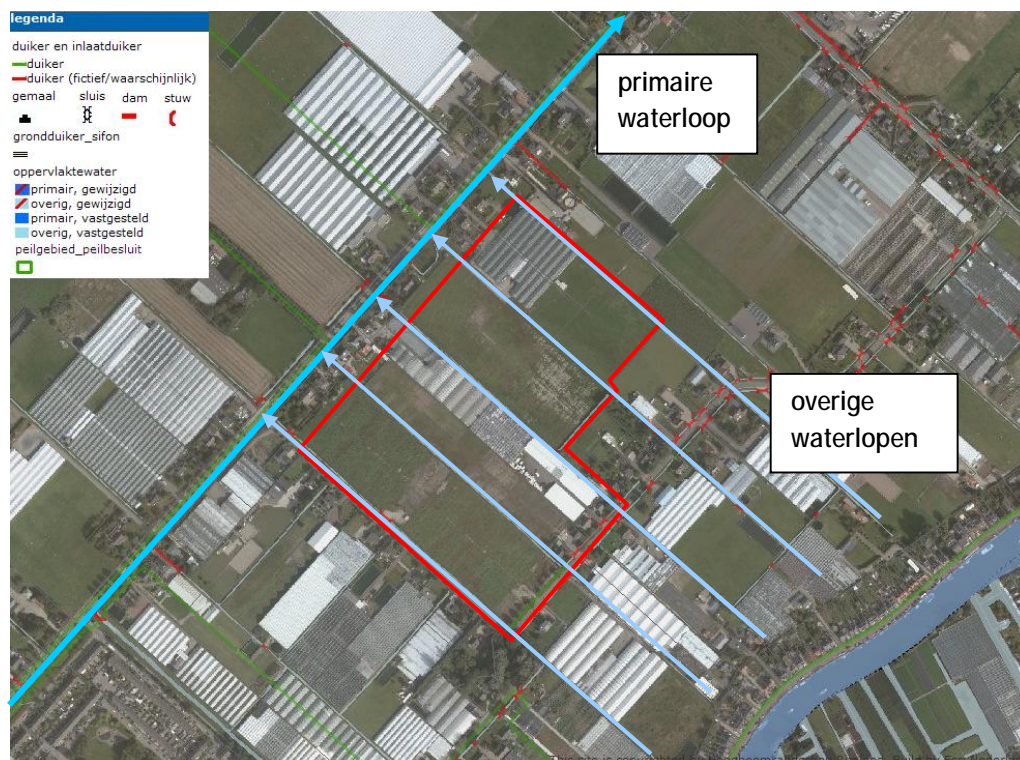 legenda
duiker en inlaatduiker
duiker
duiker (fictief/waarschijnlijk)
gemaal sluis dam stuw
grondduiker_sifon
oppervlaktewater
primair, gewijzigd
overig, gewijzigd
primair, vastgesteld
overig, vastgesteld
peilgebied_peilbesluit
primaire
waterloop
overige
waterlopen